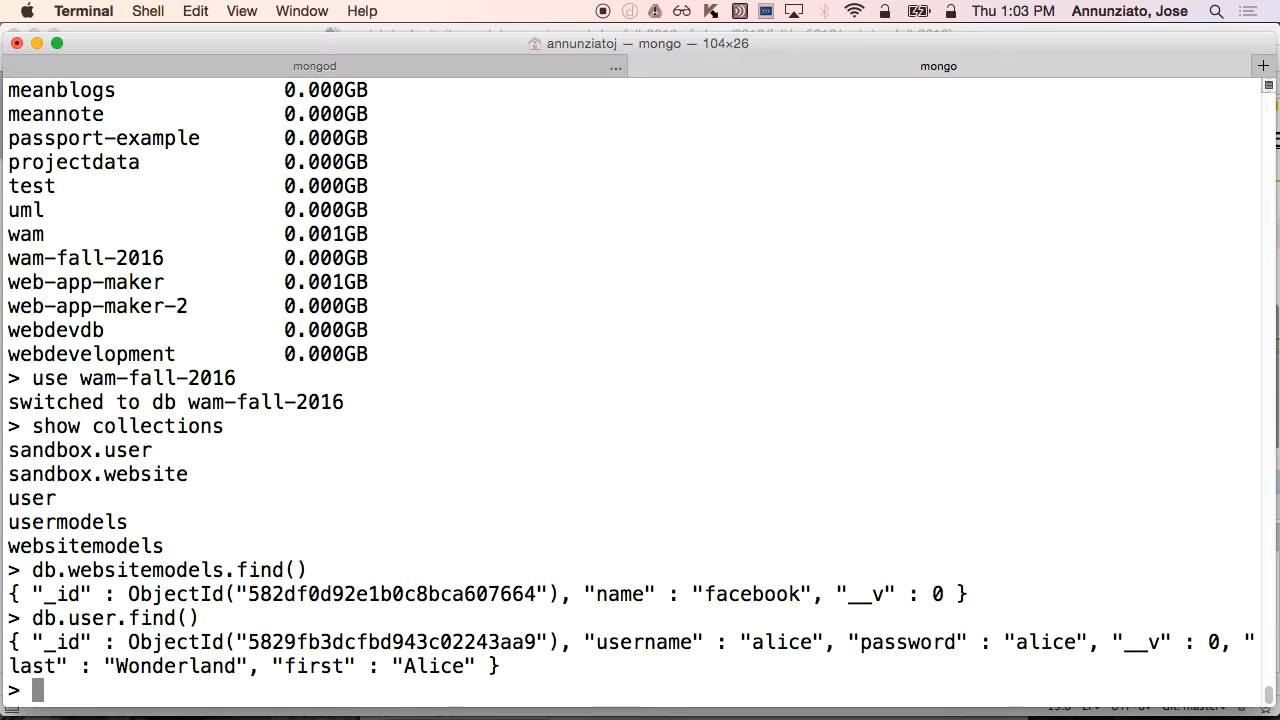 Terminal Shell Edit View Window Help Thu 1:03 PM Annunziato, Jose
annunziatoj — mongo — 104×26
mongod ... mongo +
meanblogs 0.000GB
meannote 0.000GB
passport-example 0.000GB
projectdata 0.000GB
test 0.000GB
uml 0.000GB
wam 0.001GB
wam-fall-2016 0.000GB
web-app-maker 0.001GB
web-app-maker-2 0.000GB
webdevdb 0.000GB
webdevelopment 0.000GB
> use wam-fall-2016
switched to db wam-fall-2016
> show collections
sandbox.user
sandbox.website
user
usermodels
websitemodels
> db.websitemodels.find()
{ "_id" : ObjectId("582df0d92e1b0c8bca607664"), "name" : "facebook", "__v" : 0 }
> db.user.find()
{ "_id" : ObjectId("5829fb3dcfbd943c02243aa9"), "username" : "alice", "password" : "alice", "__v" : 0, "
last" : "Wonderland", "first" : "Alice" }
>